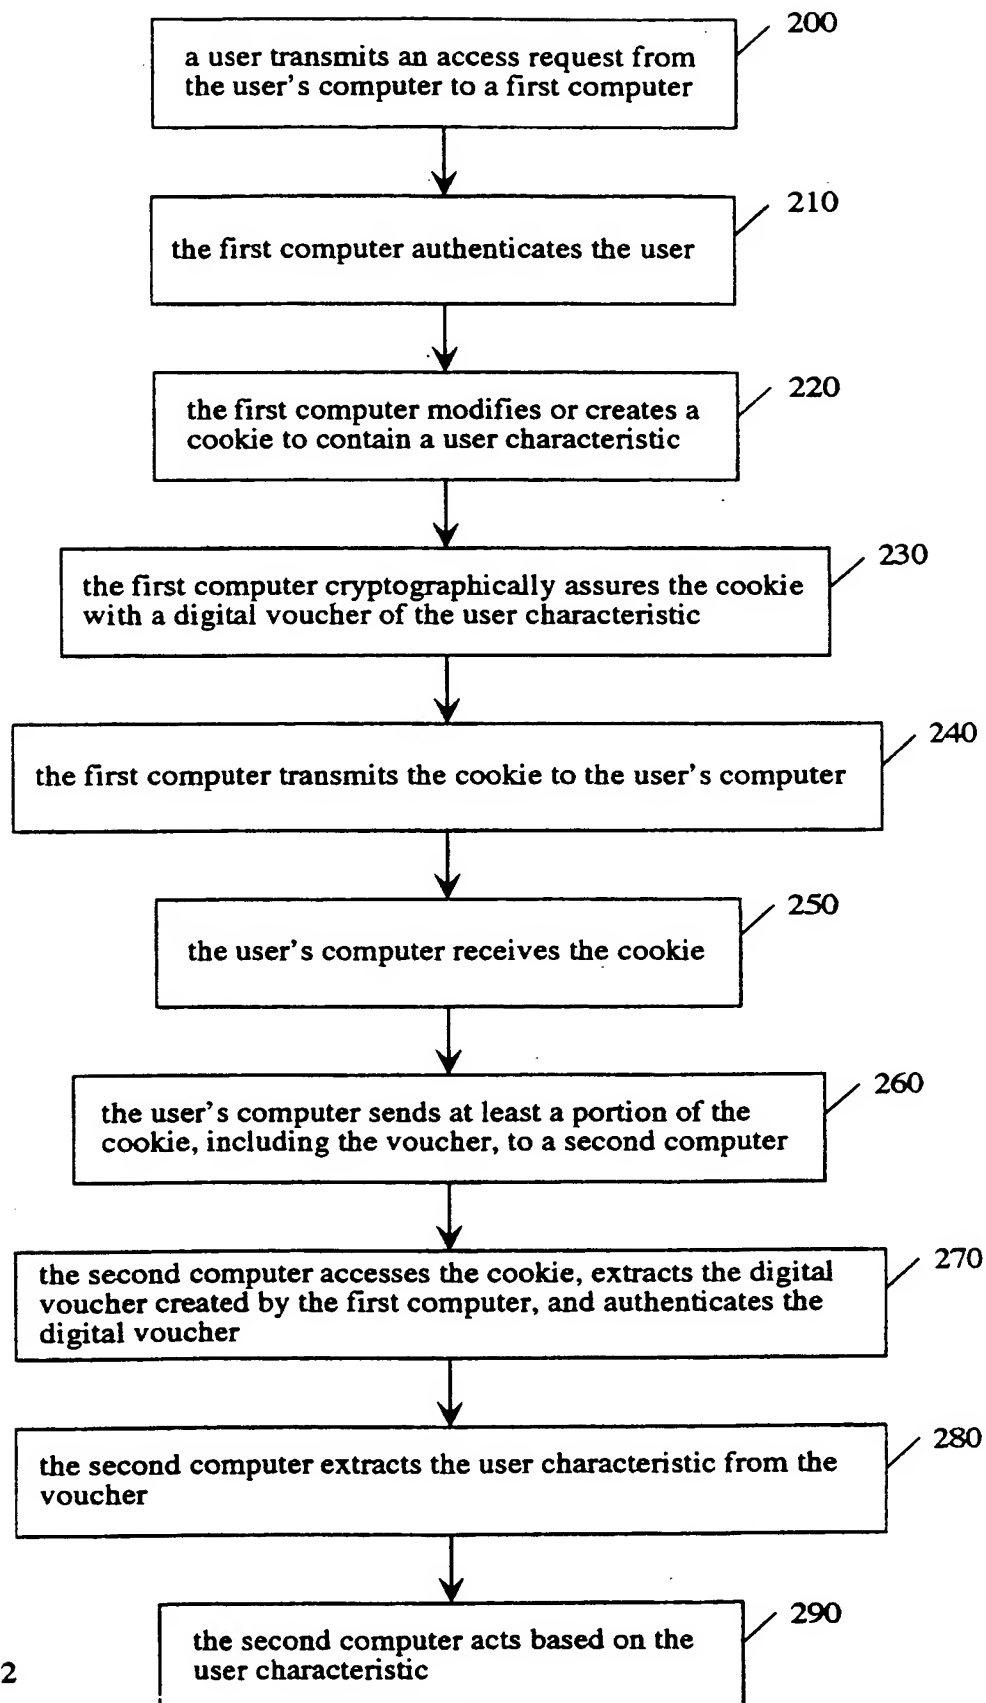 200
a user transmits an access request from
the user's computer to a first computer
210
the first computer authenticates the user
220
the first computer modifies or creates a
cookie to contain a user characteristic
230
the first computer cryptographically assures the cookie
with a digital voucher of the user characteristic
240
the first computer transmits the cookie to the user's computer
250
the user's computer receives the cookie
260
the user's computer sends at least a portion of the
cookie, including the voucher, to a second computer
270
the second computer accesses the cookie, extracts the digital
voucher created by the first computer, and authenticates the
digital voucher
280
the second computer extracts the user characteristic from the
voucher
290
the second computer acts based on the
user characteristic
2